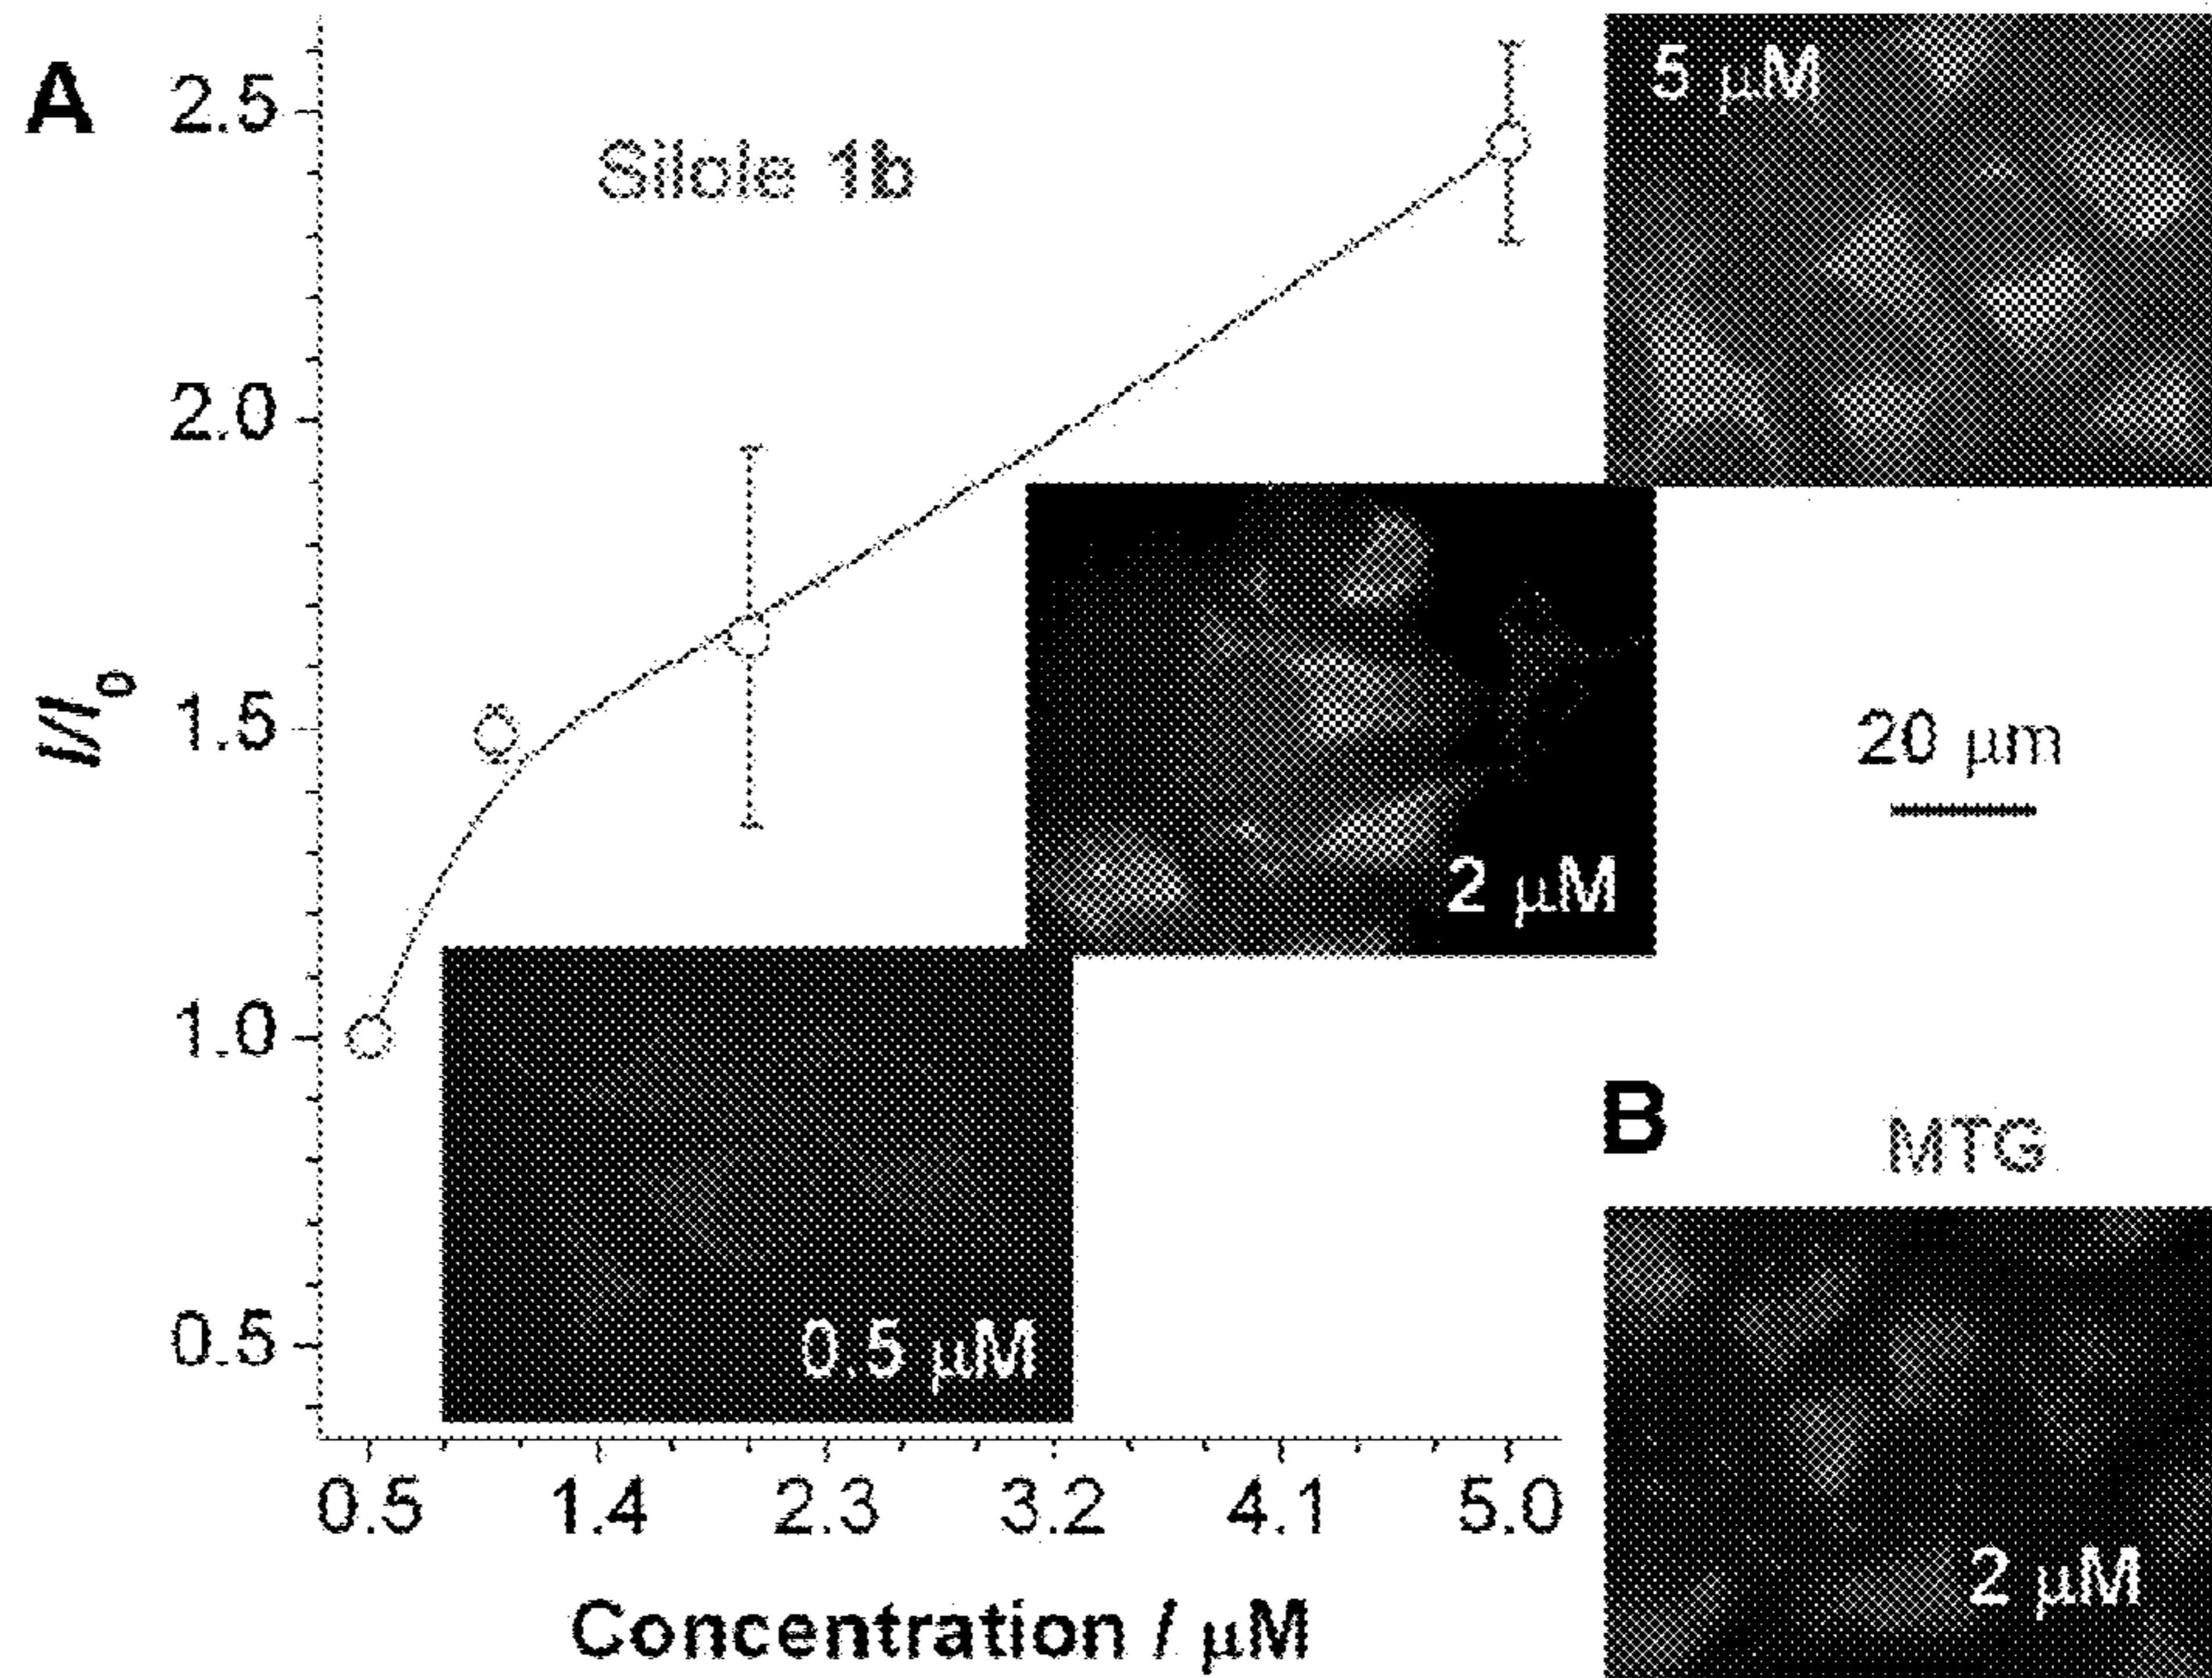 A
Silole 1b
I/I0
2.5
2.0
1.5
1.0
0.5
5 μM
2 μM
0.5 μM
20 μm
0.5 1.4 2.3 3.2 4.1 5.0
Concentration / μM
B
MTG
2 μM